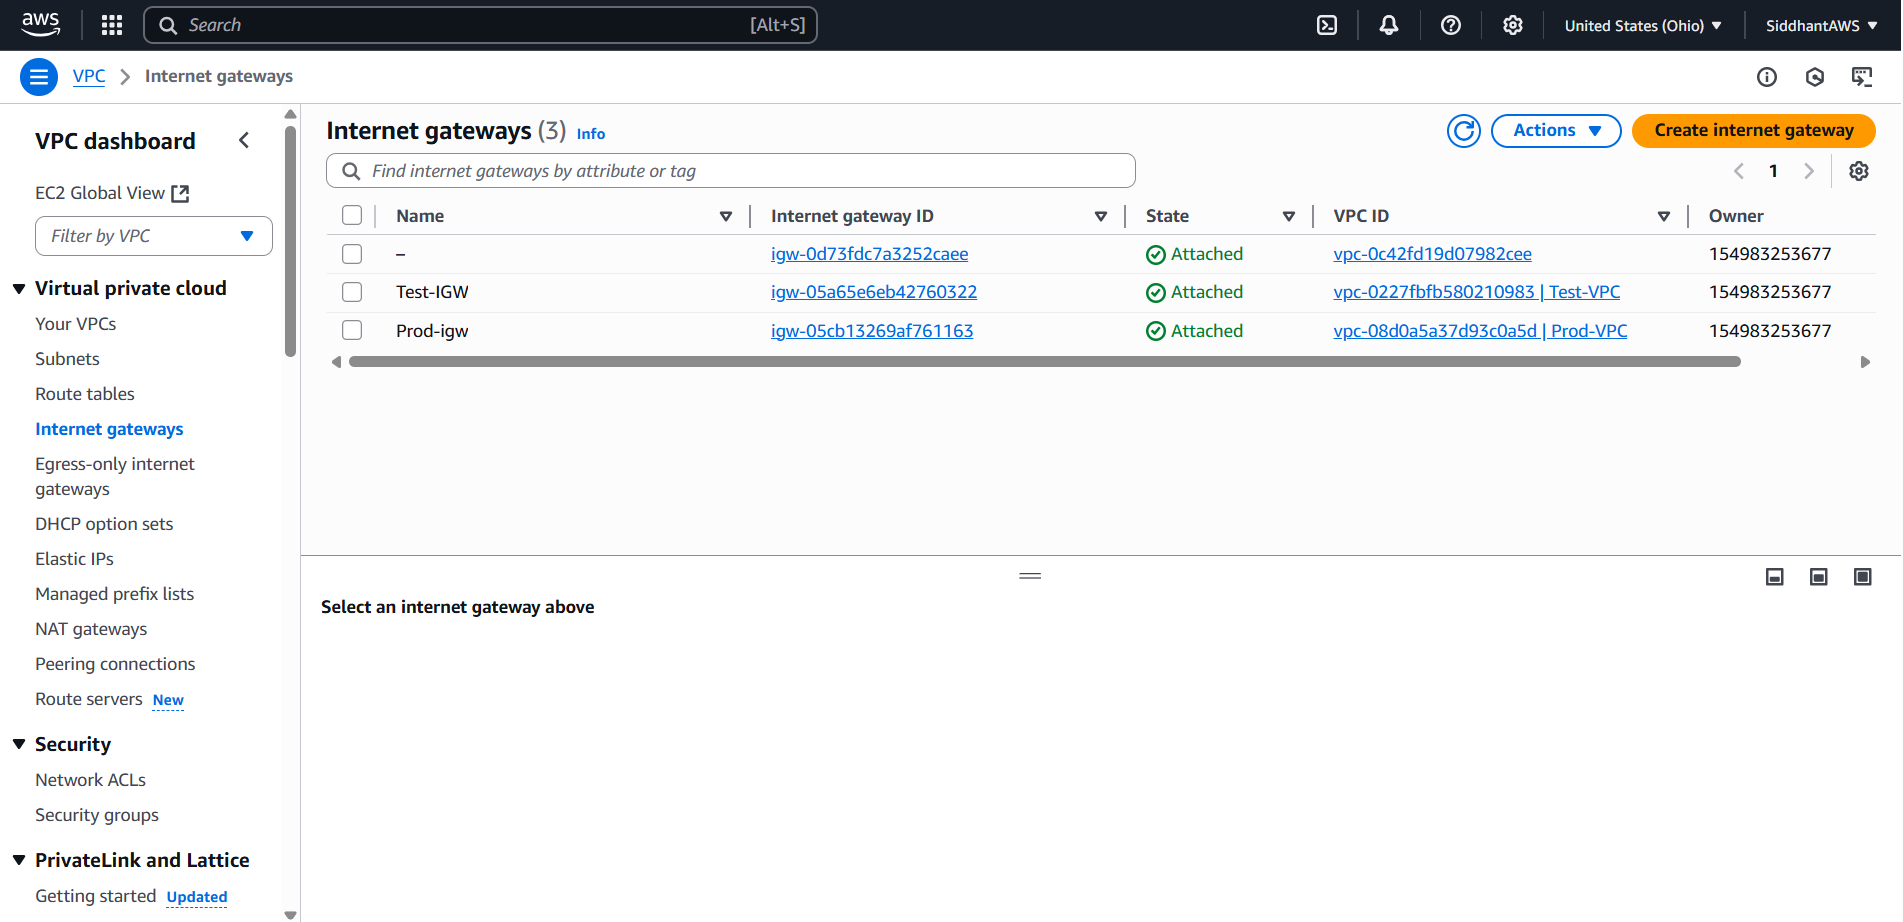 aws
Search [Alt+S] United States (Ohio) SiddhantAWS
VPC Internet gateways
VPC dashboard
EC2 Global View
Filter by VPC
Virtual private cloud
Your VPCs
Subnets
Route tables
Internet gateways
Egress-only internet
gateways
DHCP option sets
Elastic IPs
Managed prefix lists
NAT gateways
Peering connections
Route servers New
Security
Network ACLs
Security groups
PrivateLink and Lattice
Getting started Updated
Internet gateways (3) Info Actions Create internet gateway
Find internet gateways by attribute or tag 1
Name Internet gateway ID State VPC ID Owner
– igw-0d73fdc7a3252caee Attached vpc-0c42fd19d07982cee 154983253677
Test-IGW igw-05a65e6eb42760322 Attached vpc-0227fbfb580210983 | Test-VPC 154983253677
Prod-igw igw-05cb13269af761163 Attached vpc-08d0a5a37d93c0a5d | Prod-VPC 154983253677
Select an internet gateway above